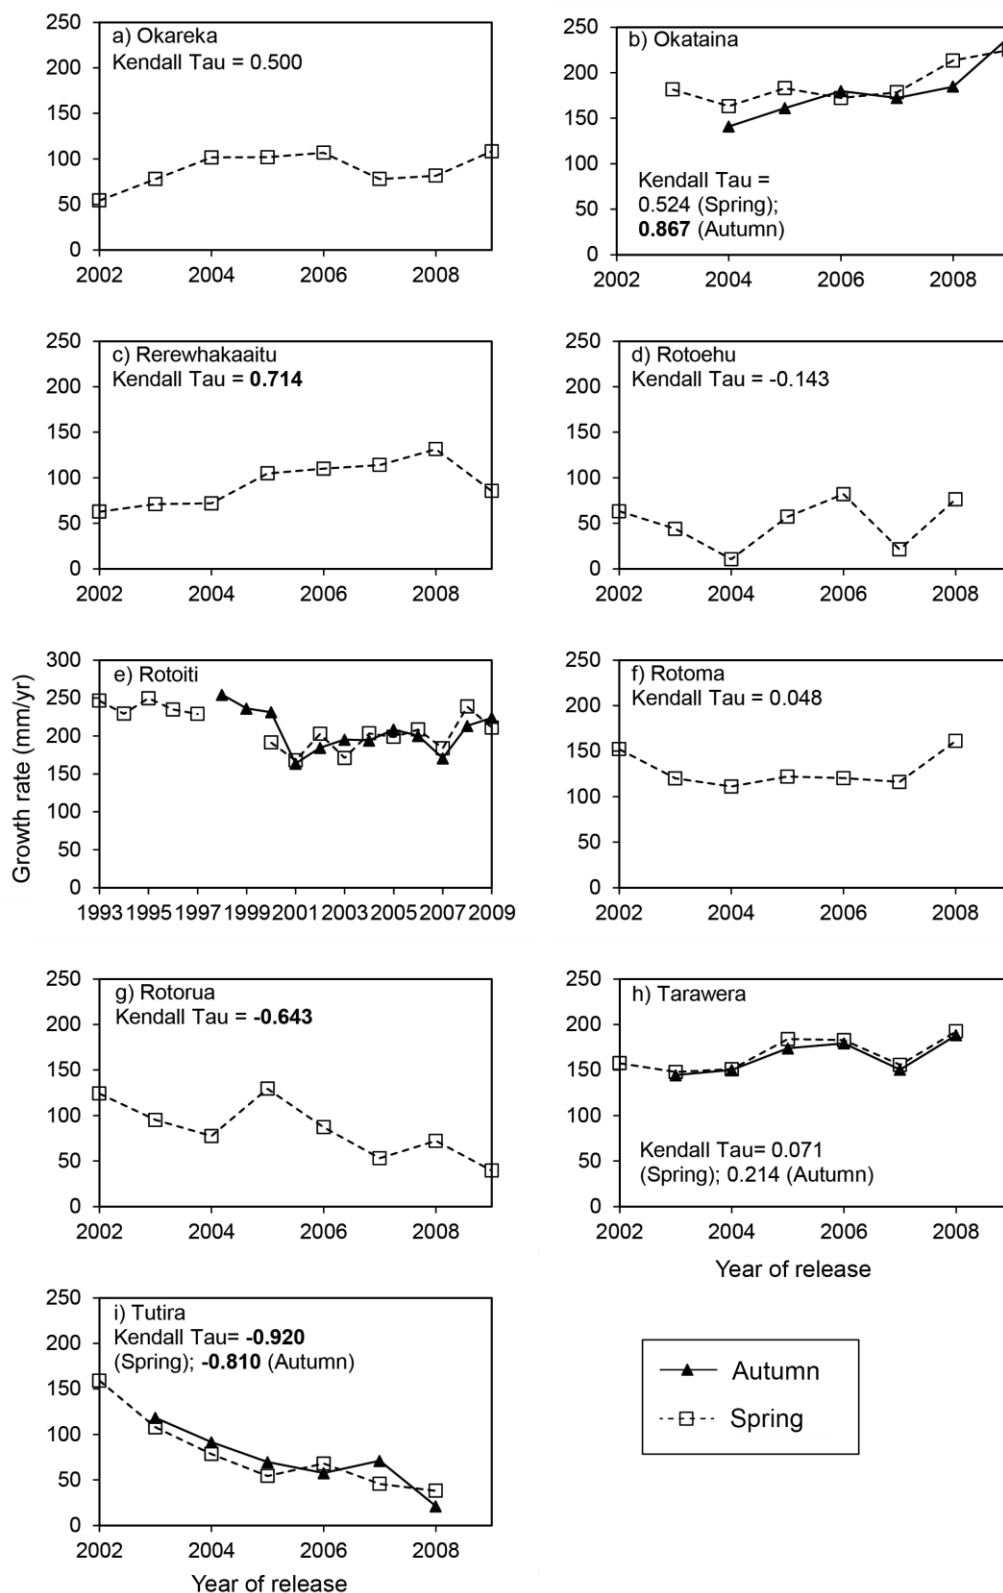 a) Okareka
Kendall Tau = 0.500
250
200
150
100
50
0
2002 2004 2006 2008
b) Okataina
Kendall Tau =
0.524 (Spring);
0.867 (Autumn)
250
200
150
100
50
0
2002 2004 2006 2008
c) Rerewhakaaitu
Kendall Tau = 0.714
250
200
150
100
50
0
2002 2004 2006 2008
d) Rotoehu
Kendall Tau = -0.143
250
200
150
100
50
0
2002 2004 2006 2008
Growth rate (mm/yr)
e) Rotoiti
300
250
200
150
100
50
0
1993 1995 1997 1999 2001 2003 2005 2007 2009
f) Rotoma
Kendall Tau = 0.048
250
200
150
100
50
0
2002 2004 2006 2008
g) Rotorua
Kendall Tau = -0.643
250
200
150
100
50
0
2002 2004 2006 2008
h) Tarawera
Kendall Tau= 0.071
(Spring); 0.214 (Autumn)
250
200
150
100
50
0
2002 2004 2006 2008
Year of release
i) Tutira
Kendall Tau= -0.920
(Spring); -0.810 (Autumn)
250
200
150
100
50
0
2002 2004 2006 2008
Year of release
Autumn
Spring